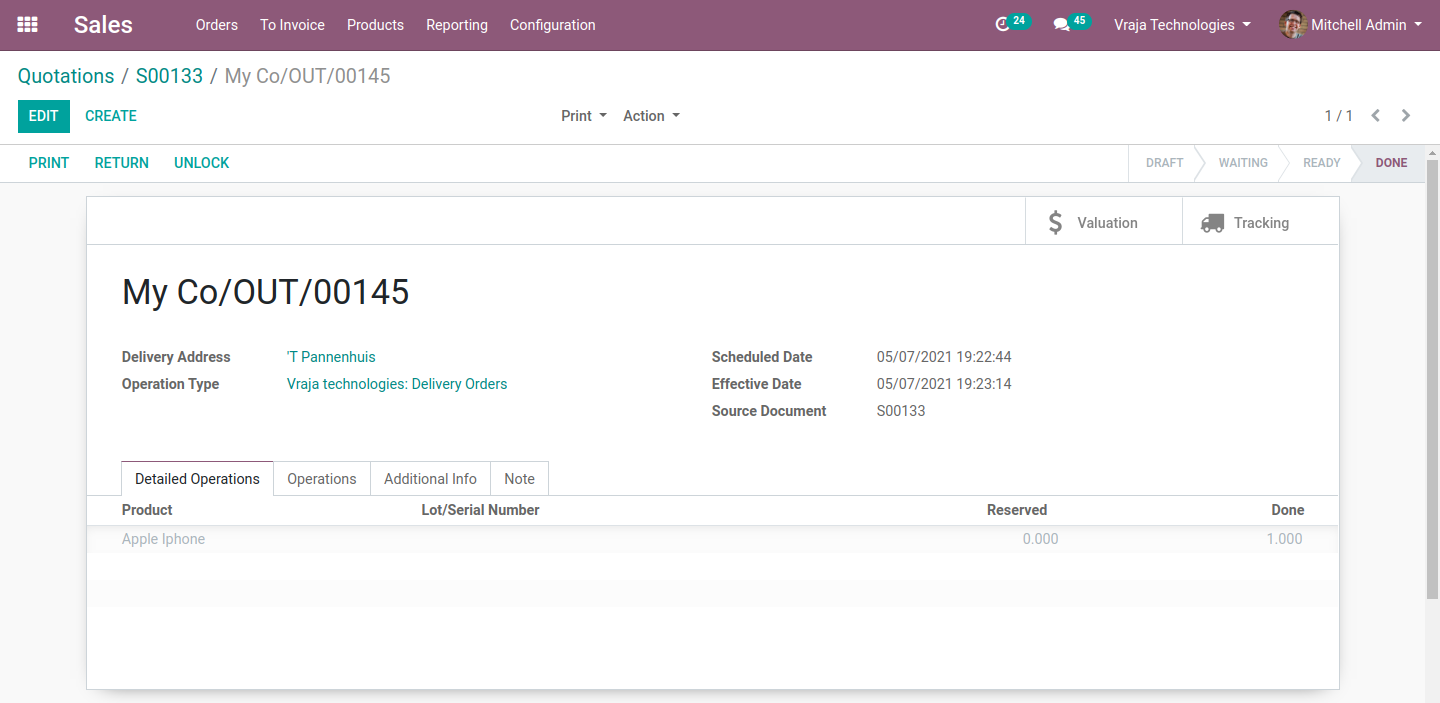 Sales Orders To Invoice Products Reporting Configuration 24 45 Vraja Technologies Mitchell Admin
Quotations / S00133 / My Co/OUT/00145
EDIT CREATE Print Action 1 / 1
PRINT RETURN UNLOCK DRAFT WAITING READY DONE
$ Valuation Tracking
My Co/OUT/00145
Delivery Address 'T Pannenhuis Scheduled Date 05/07/2021 19:22:44
Operation Type Vraja technologies: Delivery Orders Effective Date 05/07/2021 19:23:14
Source Document S00133
Detailed Operations Operations Additional Info Note
Product Lot/Serial Number Reserved Done
Apple Iphone 0.000 1.000